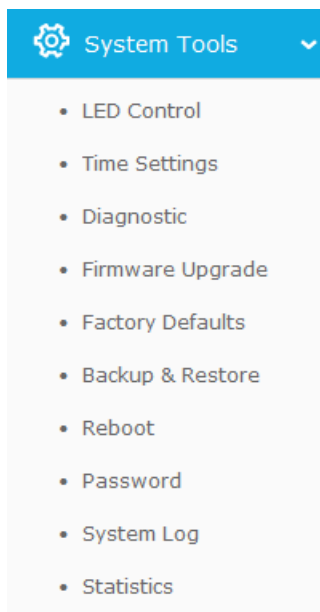 System Tools
LED Control
Time Settings
Diagnostic
Firmware Upgrade
Factory Defaults
Backup & Restore
Reboot
Password
System Log
Statistics